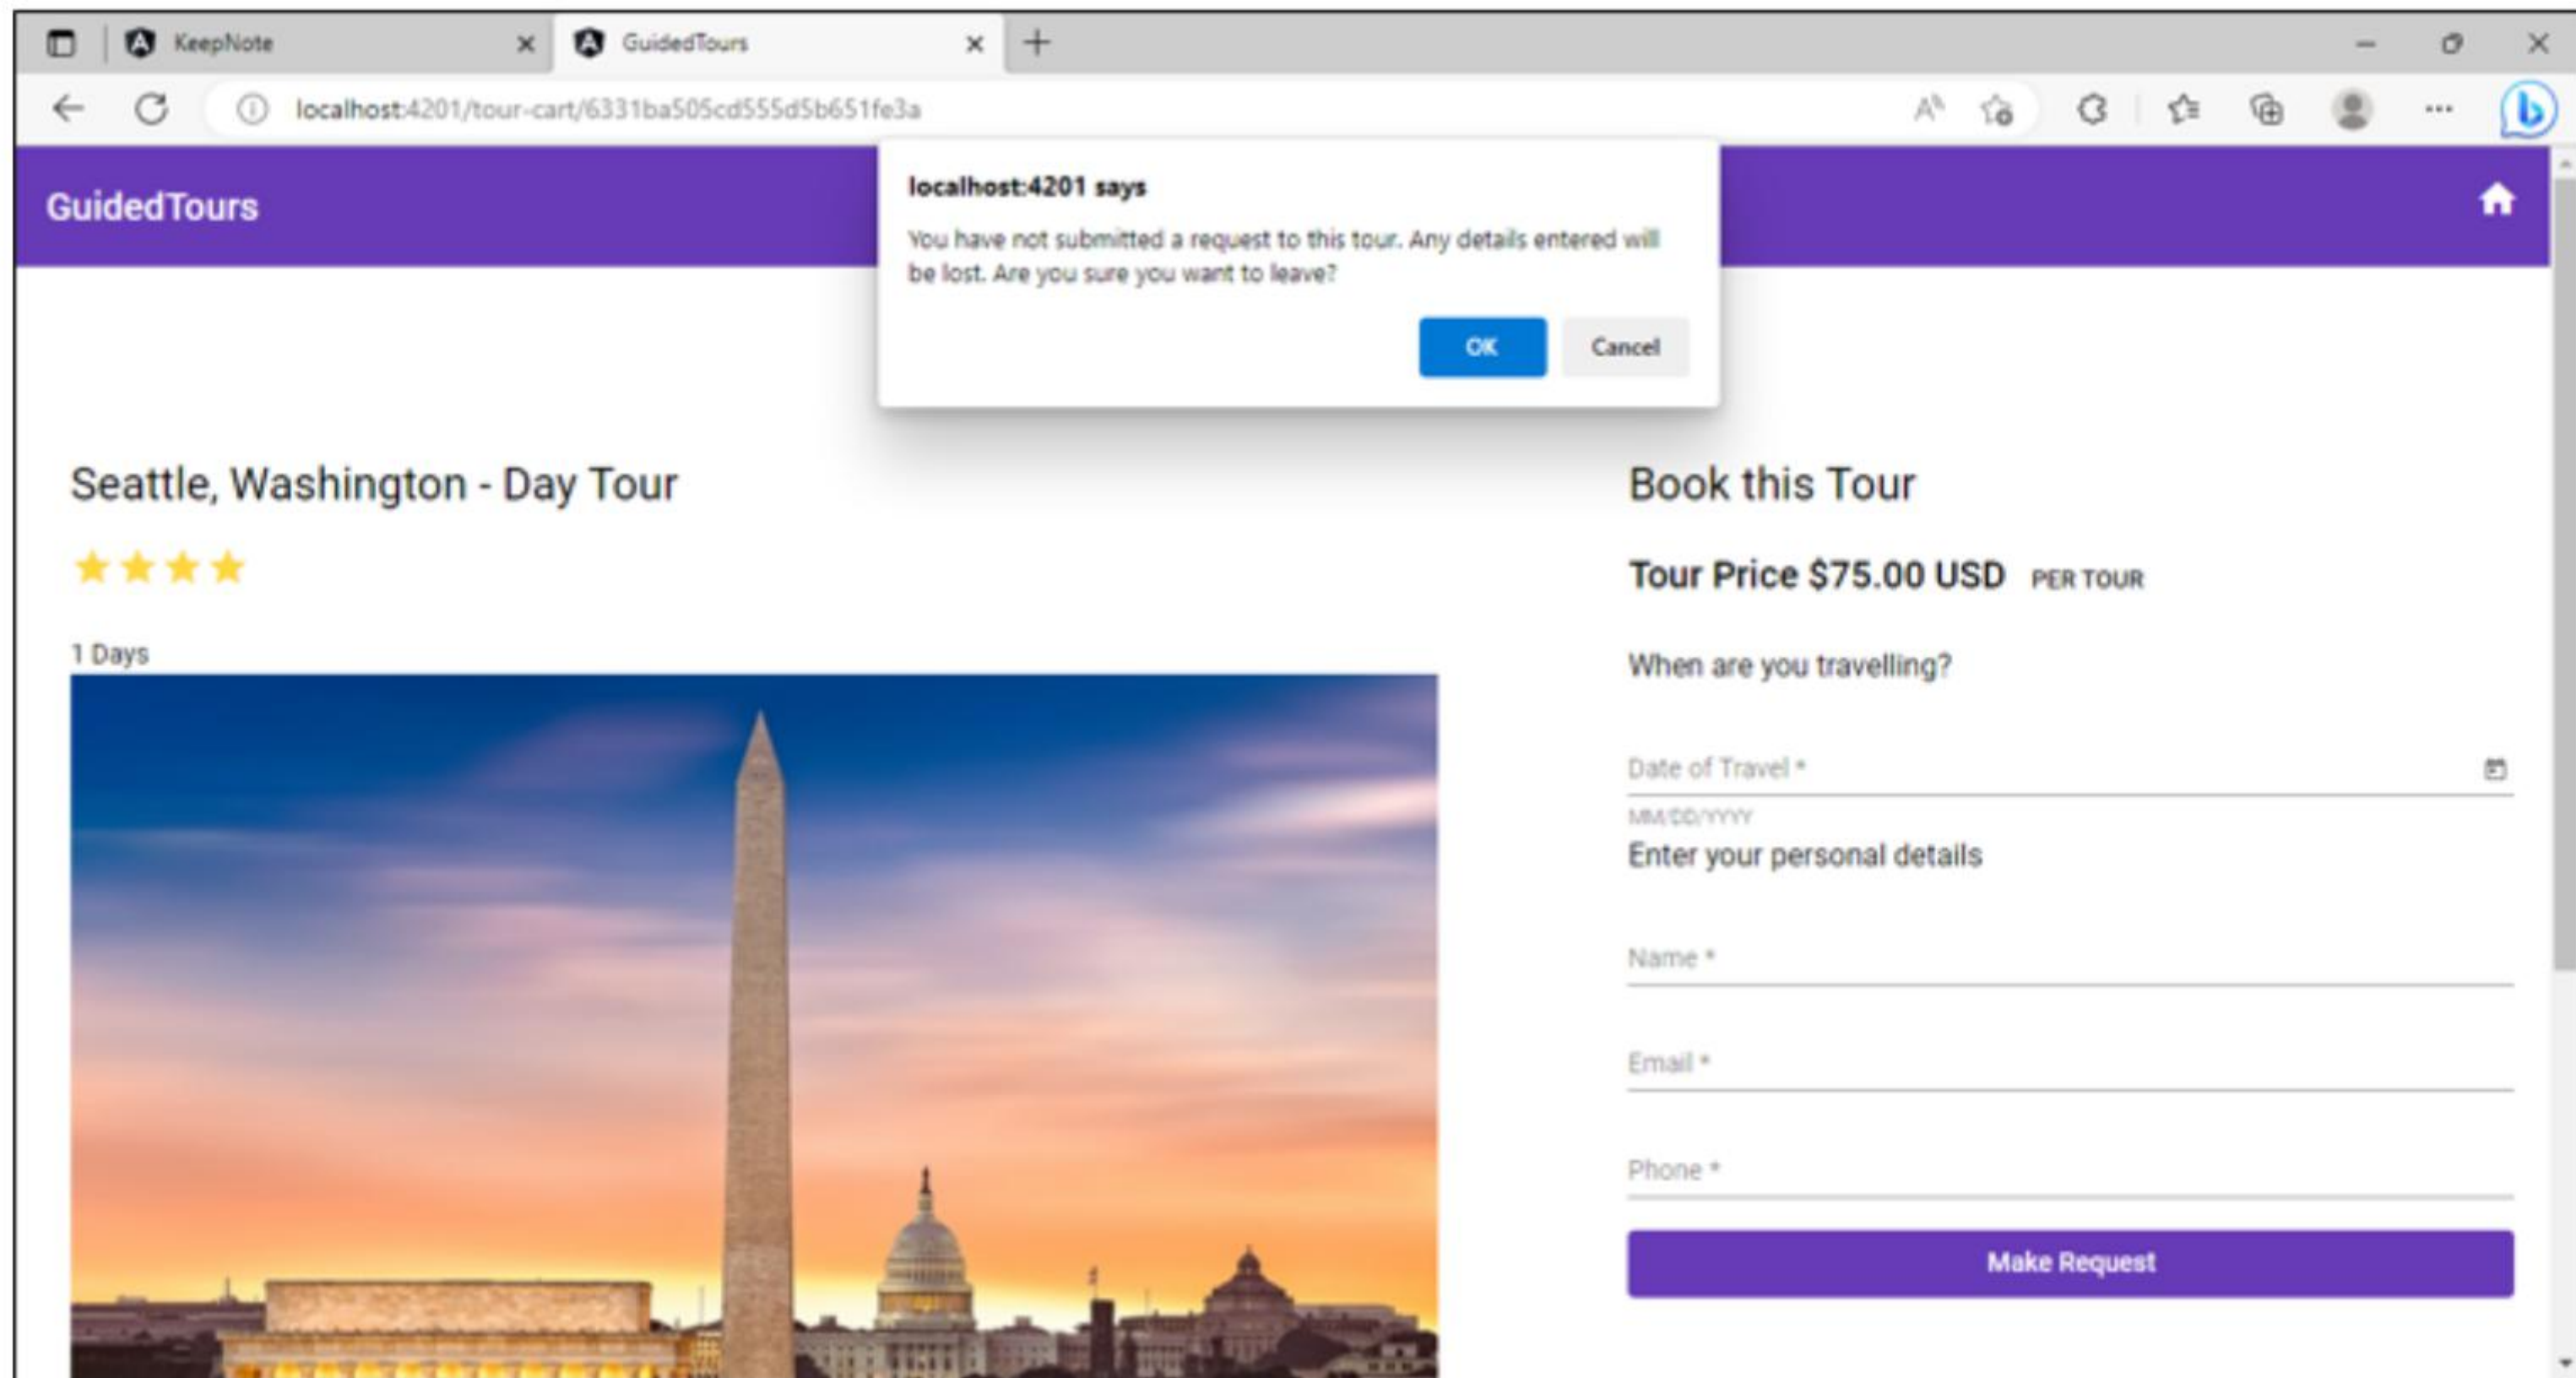 KeepNote
GuidedTours
localhost:4201/tour-cart/6331ba505cd555d5b651fe3a
GuidedTours
localhost:4201 says
You have not submitted a request to this tour. Any details entered will
be lost. Are you sure you want to leave?
OK
Cancel
Seattle, Washington - Day Tour
1 Days
Book this Tour
Tour Price $75.00 USD PER TOUR
When are you travelling?
Date of Travel *
MM/DD/YYYY
Enter your personal details
Name *
Email *
Phone *
Make Request